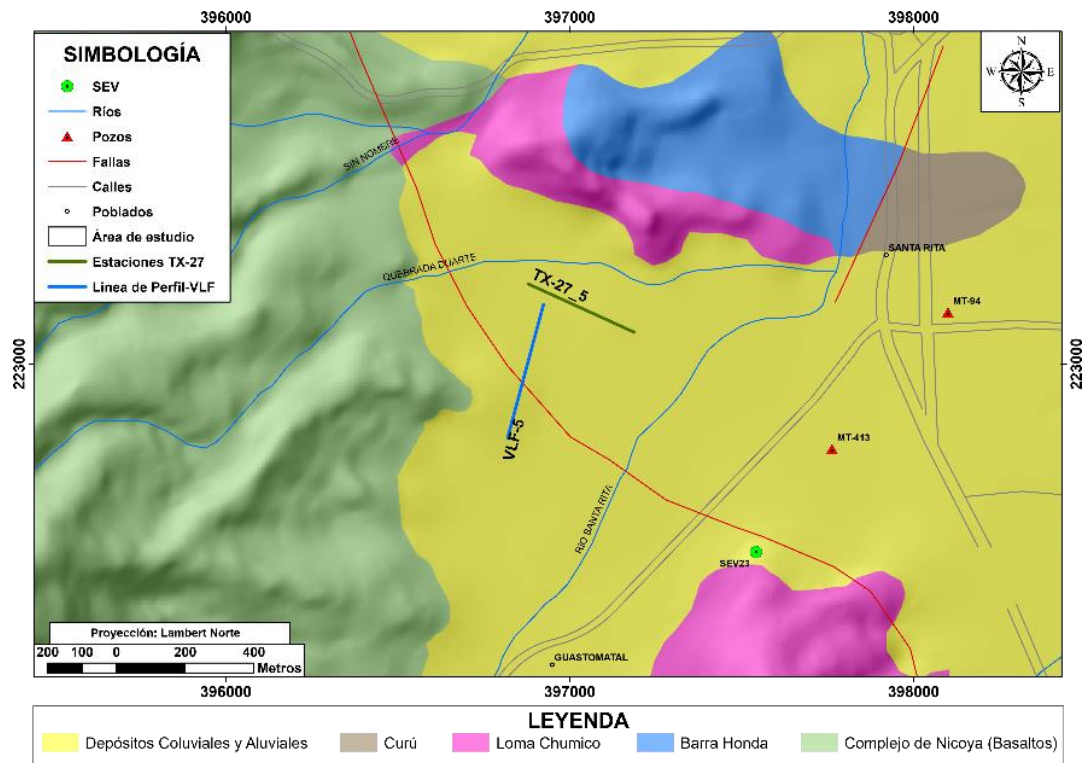 396000 397000 398000
SIMBOLOGÍA
SEV
Ríos
Pozos
Fallas
Calles
Poblados
Área de estudio
Estaciones TX-27
Linea de Perfil-VLF
N
W E
S
SIN NOMBRE
QUEBRADA DUARTE
SANTA RITA
TX-27_5
MT-94
223000 223000
VLF-5
MT-413
RÍO SANTA RITA
SEV23
GUASTOMATAL
Proyección: Lambert Norte
200 100 0 200 400
Metros
396000 397000 398000
LEYENDA
Depósitos Coluviales y Aluviales Curú Loma Chumico Barra Honda Complejo de Nicoya (Basaltos)